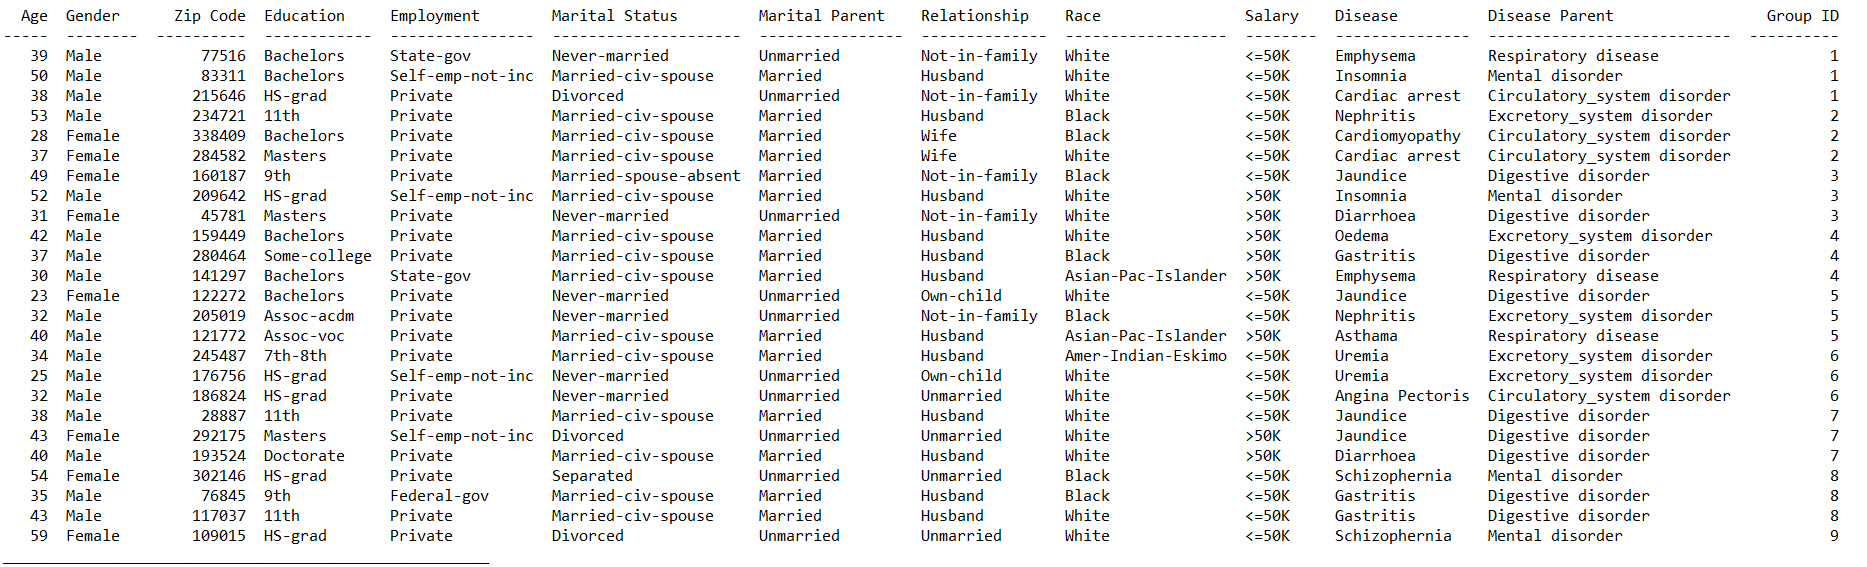 Age Gender Zip Code Education Employment Marital Status Marital Parent Relationship Race Salary Disease Disease Parent Group ID
----- -------- ---------- ------------ ---------------- --------------------- ---------------- -------------- ------------------ -------- --------------- --------------------------- ----------
39 Male 77516 Bachelors State-gov Never-married Unmarried Not-in-family White <=50K Emphysema Respiratory disease 1
50 Male 83311 Bachelors Self-emp-not-inc Married-civ-spouse Married Husband White <=50K Insomnia Mental disorder 1
38 Male 215646 HS-grad Private Divorced Unmarried Not-in-family White <=50K Cardiac arrest Circulatory_system disorder 1
53 Male 234721 11th Private Married-civ-spouse Married Husband Black <=50K Nephritis Excretory_system disorder 2
28 Female 338409 Bachelors Private Married-civ-spouse Married Wife Black <=50K Cardiomyopathy Circulatory_system disorder 2
37 Female 284582 Masters Private Married-civ-spouse Married Wife White <=50K Cardiac arrest Circulatory_system disorder 2
49 Female 160187 9th Private Married-spouse-absent Married Not-in-family Black <=50K Jaundice Digestive disorder 3
52 Male 209642 HS-grad Self-emp-not-inc Married-civ-spouse Married Husband White >50K Insomnia Mental disorder 3
31 Female 45781 Masters Private Never-married Unmarried Not-in-family White >50K Diarrhoea Digestive disorder 3
42 Male 159449 Bachelors Private Married-civ-spouse Married Husband White >50K Oedema Excretory_system disorder 4
37 Male 280464 Some-college Private Married-civ-spouse Married Husband Black >50K Gastritis Digestive disorder 4
30 Male 141297 Bachelors State-gov Married-civ-spouse Married Husband Asian-Pac-Islander >50K Emphysema Respiratory disease 4
23 Female 122272 Bachelors Private Never-married Unmarried Own-child White <=50K Jaundice Digestive disorder 5
32 Male 205019 Assoc-acdm Private Never-married Unmarried Not-in-family Black <=50K Nephritis Excretory_system disorder 5
40 Male 121772 Assoc-voc Private Married-civ-spouse Married Husband Asian-Pac-Islander >50K Asthama Respiratory disease 5
34 Male 245487 7th-8th Private Married-civ-spouse Married Husband Amer-Indian-Eskimo <=50K Uremia Excretory_system disorder 6
25 Male 176756 HS-grad Self-emp-not-inc Never-married Unmarried Own-child White <=50K Uremia Excretory_system disorder 6
32 Male 186824 HS-grad Private Never-married Unmarried Unmarried White <=50K Angina Pectoris Circulatory_system disorder 6
38 Male 28887 11th Private Married-civ-spouse Married Husband White <=50K Jaundice Digestive disorder 7
43 Female 292175 Masters Self-emp-not-inc Divorced Unmarried Unmarried White >50K Jaundice Digestive disorder 7
40 Male 193524 Doctorate Private Married-civ-spouse Married Husband White >50K Diarrhoea Digestive disorder 7
54 Female 302146 HS-grad Private Separated Unmarried Unmarried Black <=50K Schizophernia Mental disorder 8
35 Male 76845 9th Federal-gov Married-civ-spouse Married Husband Black <=50K Gastritis Digestive disorder 8
43 Male 117037 11th Private Married-civ-spouse Married Husband White <=50K Gastritis Digestive disorder 8
59 Female 109015 HS-grad Private Divorced Unmarried Unmarried White <=50K Schizophernia Mental disorder 9